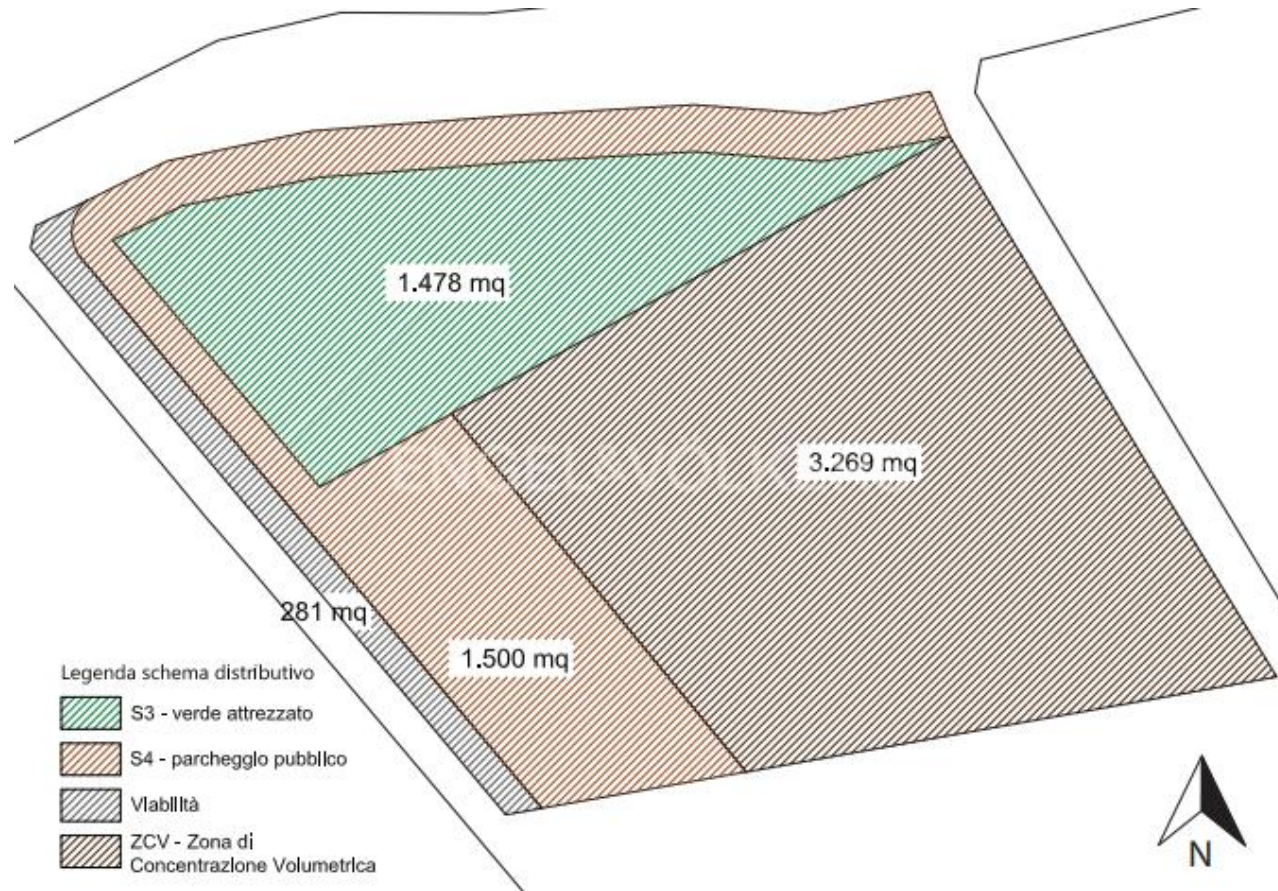 1.478 mq
3.269 mq
281 mq
1.500 mq
Legenda schema distributivo
S3 - verde attrezzato
S4 - parcheggio pubblico
Viabilità
ZCV - Zona di
Concentrazione Volumetrica
N